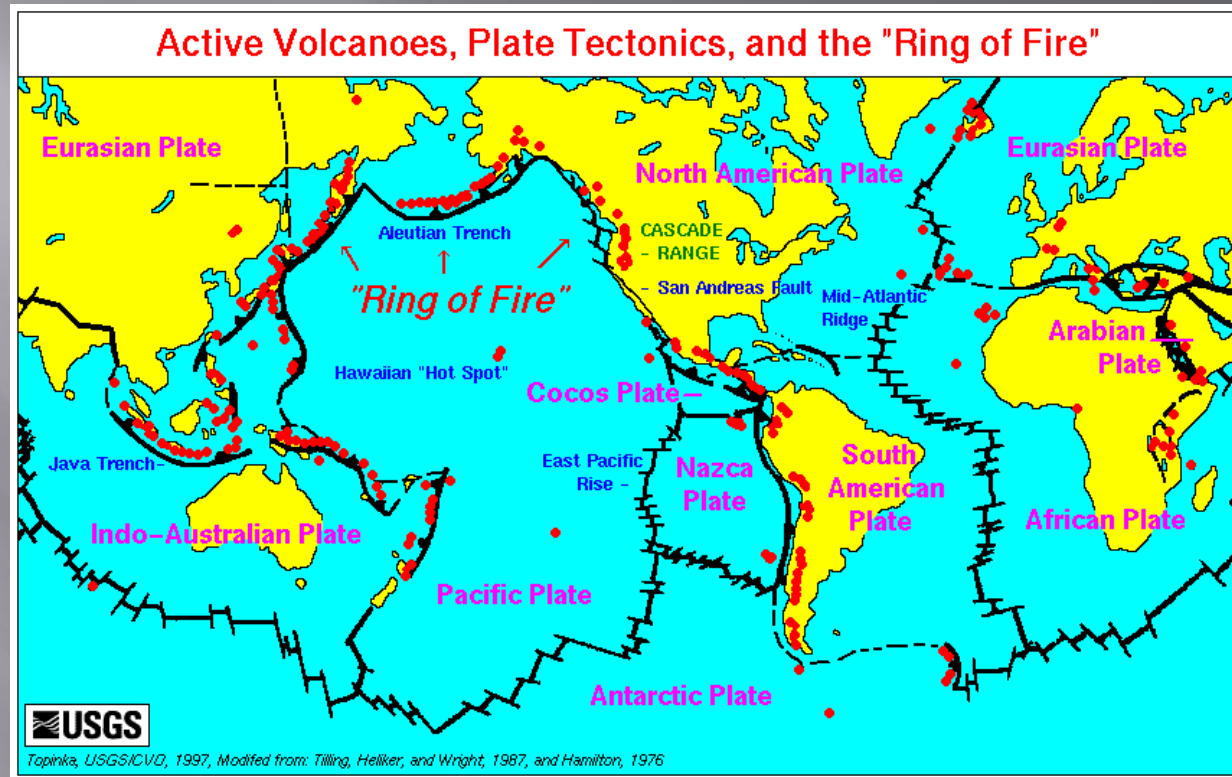 Active Volcanoes, Plate Tectonics, and the "Ring of Fire"
Eurasian Plate
North American Plate
Eurasian Plate
Aleutian Trench
CASCADE
- RANGE
"Ring of Fire"
- San Andreas Fault
Mid-Atlantic
Ridge
Arabian
Plate
Hawaiian "Hot Spot"
Cocos Plate
Java Trench-
East Pacific
Rise -
Nazca
Plate
South
American
Plate
Indo-Australian Plate
African Plate
Pacific Plate
Antarctic Plate
USGS
Topinka, USGS/CVO, 1997, Modifed from: Tilling, Heliker, and Wright, 1987, and Hamilton, 1976